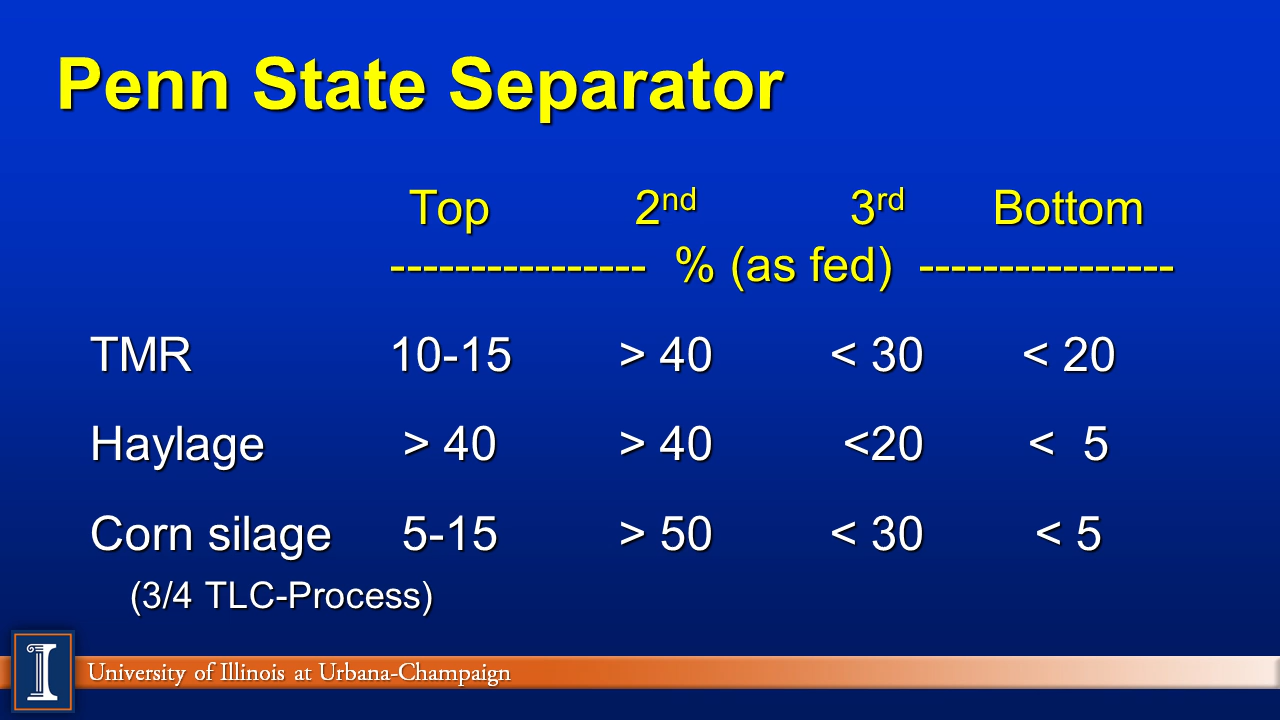 Penn State Separator
Top 2nd 3rd Bottom
---------------- % (as fed) ----------------
TMR 10-15 > 40 < 30 < 20
Haylage > 40 > 40 <20 < 5
Corn silage 5-15 > 50 < 30 < 5
(3/4 TLC-Process)
I
University of Illinois at Urbana-Champaign